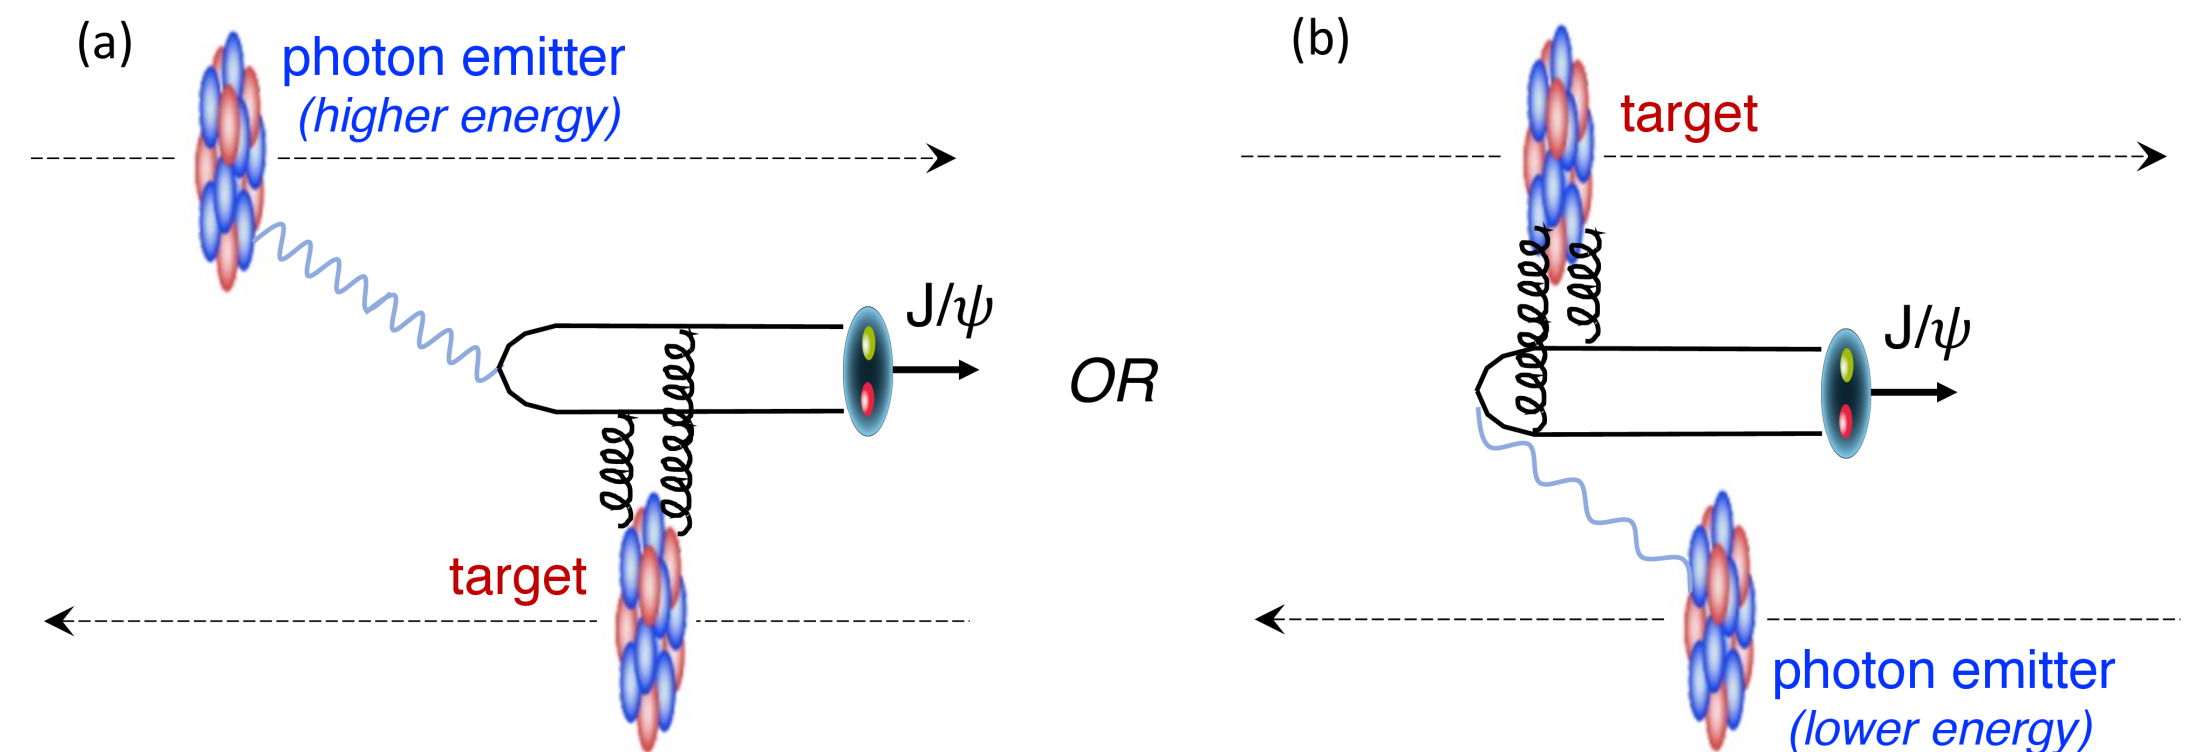 (a)
photon emitter
(higher energy)
J/ψ
target
OR
(b)
target
J/ψ
photon emitter
(lower energy)